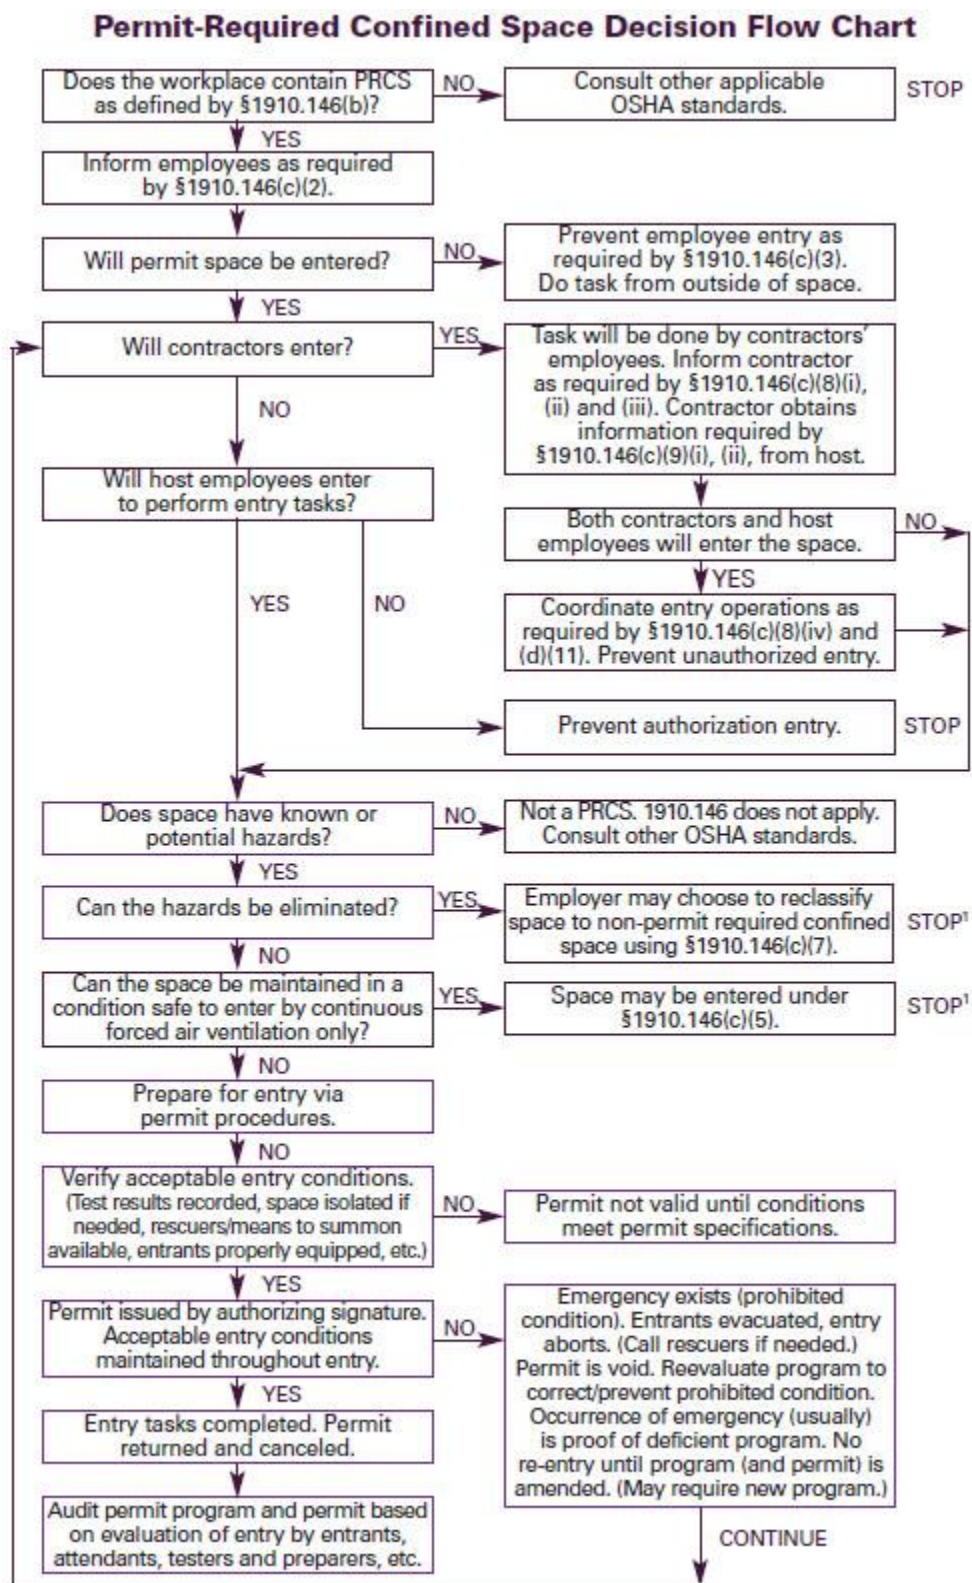 Permit-Required Confined Space Decision Flow Chart
Does the workplace contain PRCS
as defined by §1910.146(b)?
NO
Consult other applicable
OSHA standards.
STOP
YES
Inform employees as required
by §1910.146(c)(2).
Will permit space be entered?
NO
Prevent employee entry as
required by §1910.146(c)(3).
Do task from outside of space.
YES
Will contractors enter?
YES
Task will be done by contractors'
employees. Inform contractor
as required by §1910.146(c)(8)(i),
(ii) and (iii). Contractor obtains
information required by
§1910.146(c)(9)(i), (ii), from host.
NO
Will host employees enter
to perform entry tasks?
Both contractors and host
employees will enter the space.
NO
YES
YES
NO
Coordinate entry operations as
required by §1910.146(c)(8)(iv) and
(d)(11). Prevent unauthorized entry.
Prevent authorization entry.
STOP
Does space have known or
potential hazards?
NO
Not a PRCS. 1910.146 does not apply.
Consult other OSHA standards.
YES
Can the hazards be eliminated?
YES
Employer may choose to reclassify
space to non-permit required confined
space using §1910.146(c)(7).
STOP¹
NO
Can the space be maintained in a
condition safe to enter by continuous
forced air ventilation only?
YES
Space may be entered under
§1910.146(c)(5).
STOP¹
NO
Prepare for entry via
permit procedures.
NO
Verify acceptable entry conditions.
(Test results recorded, space isolated if
needed, rescuers/means to summon
available, entrants properly equipped, etc.)
NO
Permit not valid until conditions
meet permit specifications.
YES
Permit issued by authorizing signature.
Acceptable entry conditions
maintained throughout entry.
NO
Emergency exists (prohibited
condition). Entrants evacuated, entry
aborts. (Call rescuers if needed.)
Permit is void. Reevaluate program to
correct/prevent prohibited condition.
Occurrence of emergency (usually)
is proof of deficient program. No
re-entry until program (and permit) is
amended. (May require new program.)
YES
Entry tasks completed. Permit
returned and canceled.
Audit permit program and permit based
on evaluation of entry by entrants,
attendants, testers and preparers, etc.
CONTINUE